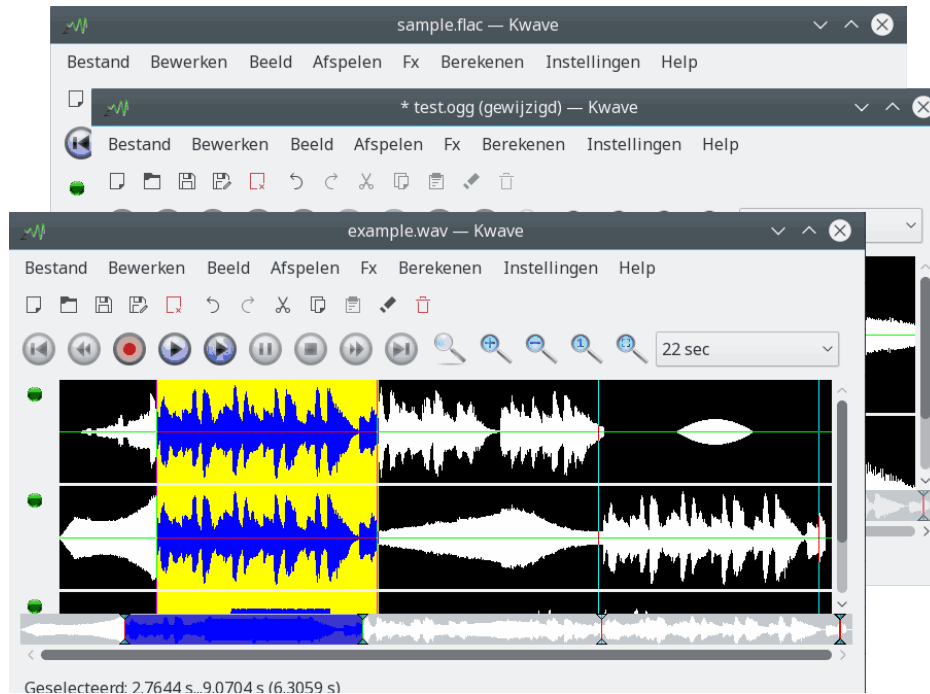 sample.flac — Kwave
Bestand Bewerken Beeld Afspelen Fx Berekenen Instellingen Help
* test.ogg (gewijzigd) — Kwave
Bestand Bewerken Beeld Afspelen Fx Berekenen Instellingen Help
example.wav — Kwave
Bestand Bewerken Beeld Afspelen Fx Berekenen Instellingen Help
22 sec
Geselecteerd: 2.7644 s...9.0704 s (6.3059 s)